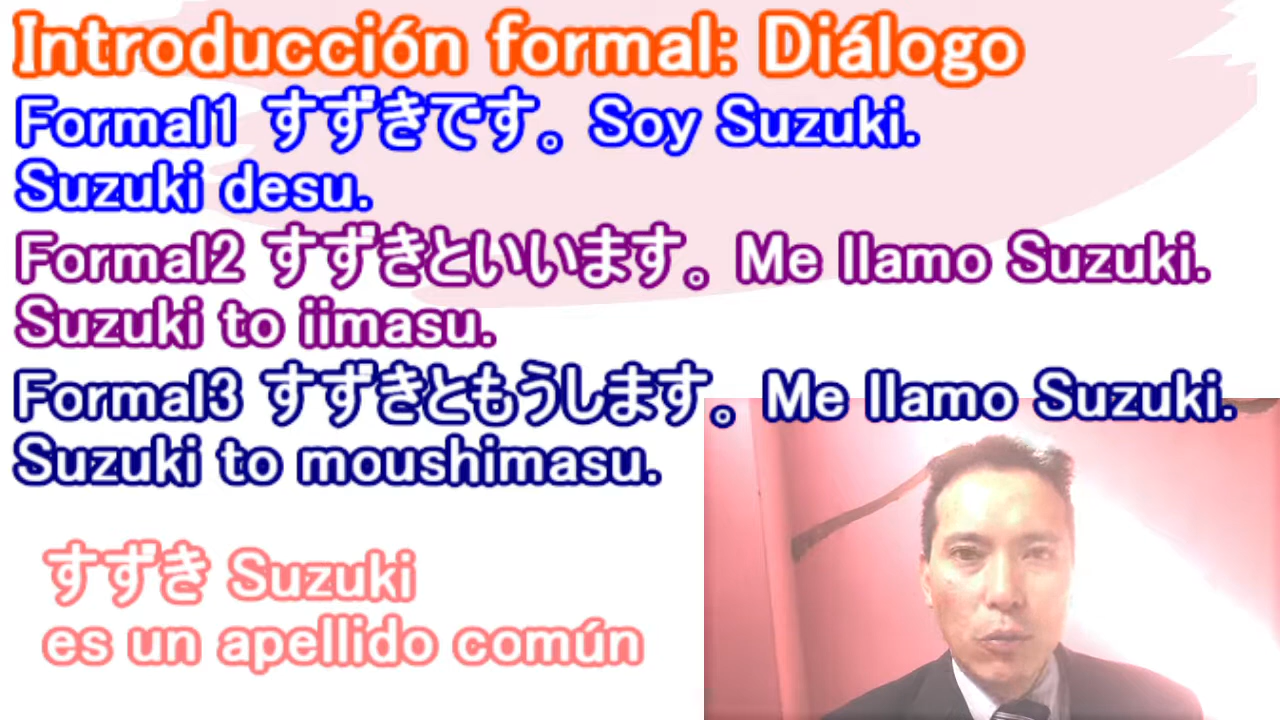 Introducción formal: Diálogo
Formal1 すずきです。 Soy Suzuki.
Suzuki desu.
Formal2 すずきといいます。 Me llamo Suzuki.
Suzuki to iimasu.
Formal3 すずきともうします。 Me llamo Suzuki.
Suzuki to moushimasu.
すずき Suzuki
es un apellido común